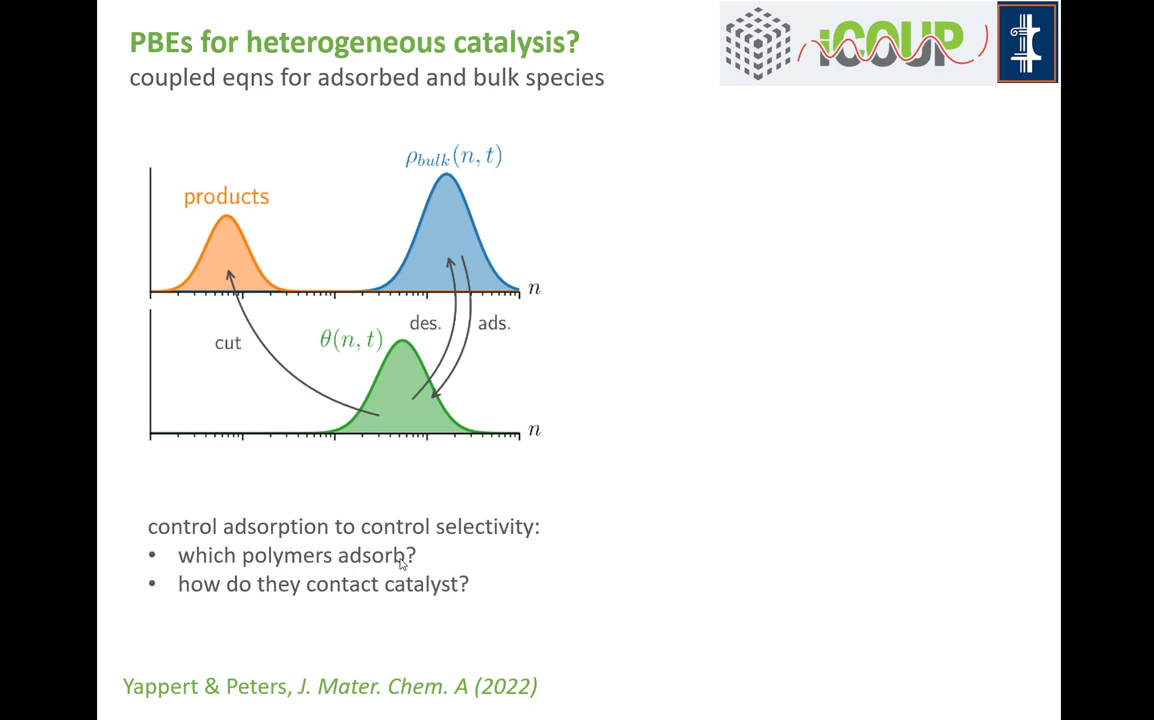 PBEs for heterogeneous catalysis?
coupled eqns for adsorbed and bulk species
iCOUP
ρbulk(n, t)
products
n
des.
ads.
θ(n, t)
cut
n
control adsorption to control selectivity:
• which polymers adsorb?
• how do they contact catalyst?
Yappert & Peters, J. Mater. Chem. A (2022)